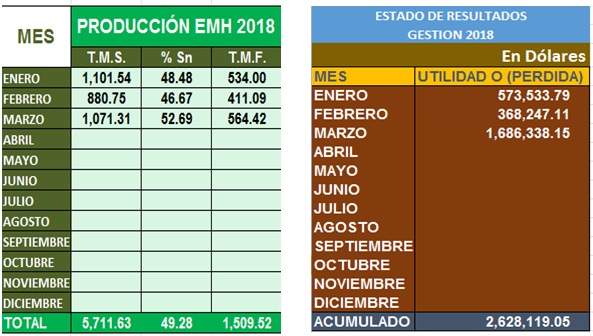 MES PRODUCCIÓN EMH 2018
T.M.S. % Sn T.M.F.
ENERO 1,101.54 48.48 534.00
FEBRERO 880.75 46.67 411.09
MARZO 1,071.31 52.69 564.42
ABRIL
MAYO
JUNIO
JULIO
AGOSTO
SEPTIEMBRE
OCTUBRE
NOVIEMBRE
DICIEMBRE
TOTAL 5,711.63 49.28 1,509.52
ESTADO DE RESULTADOS
GESTION 2018
En Dólares
MES UTILIDAD O (PERDIDA)
ENERO 573,533.79
FEBRERO 368,247.11
MARZO 1,686,338.15
ABRIL
MAYO
JUNIO
JULIO
AGOSTO
SEPTIEMBRE
OCTUBRE
NOVIEMBRE
DICIEMBRE
ACUMULADO 2,628,119.05